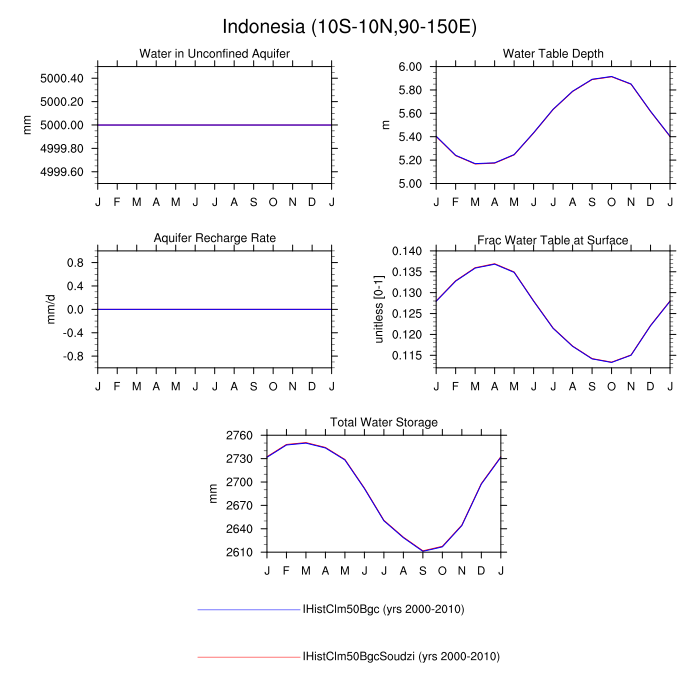 Indonesia (10S-10N,90-150E)
Water in Unconfined Aquifer
mm
5000.40
5000.20
5000.00
4999.80
4999.60
J F M A M J J A S O N D J
Water Table Depth
m
6.00
5.80
5.60
5.40
5.20
5.00
J F M A M J J A S O N D J
Aquifer Recharge Rate
mm/d
0.8
0.4
0.0
-0.4
-0.8
J F M A M J J A S O N D J
Frac Water Table at Surface
unitless [0-1]
0.140
0.135
0.130
0.125
0.120
0.115
J F M A M J J A S O N D J
Total Water Storage
mm
2760
2730
2700
2670
2640
2610
J F M A M J J A S O N D J
IHistClm50Bgc (yrs 2000-2010)
IHistClm50BgcSoudzi (yrs 2000-2010)